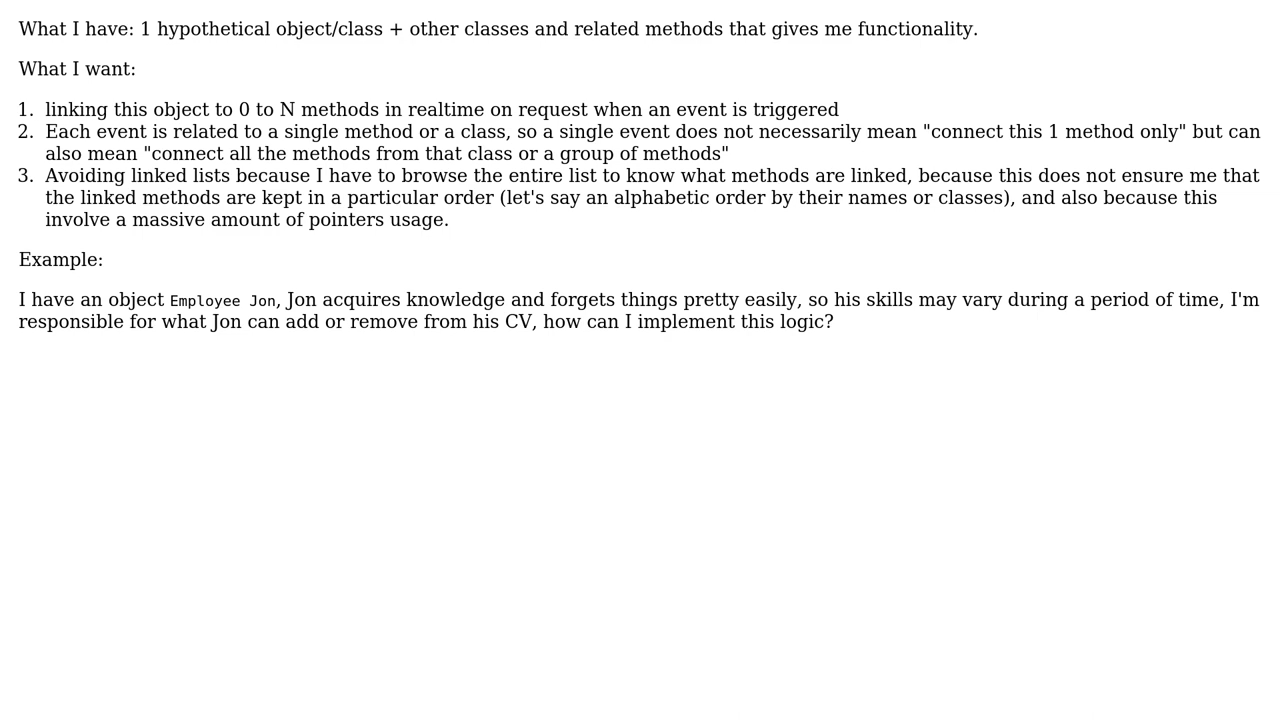 What I have: 1 hypothetical object/class + other classes and related methods that gives me functionality.
What I want:
1. linking this object to 0 to N methods in realtime on request when an event is triggered
2. Each event is related to a single method or a class, so a single event does not necessarily mean "connect this 1 method only" but can
also mean "connect all the methods from that class or a group of methods"
3. Avoiding linked lists because I have to browse the entire list to know what methods are linked, because this does not ensure me that
the linked methods are kept in a particular order (let's say an alphabetic order by their names or classes), and also because this
involve a massive amount of pointers usage.
Example:
I have an object Employee Jon, Jon acquires knowledge and forgets things pretty easily, so his skills may vary during a period of time, I'm
responsible for what Jon can add or remove from his CV, how can I implement this logic?